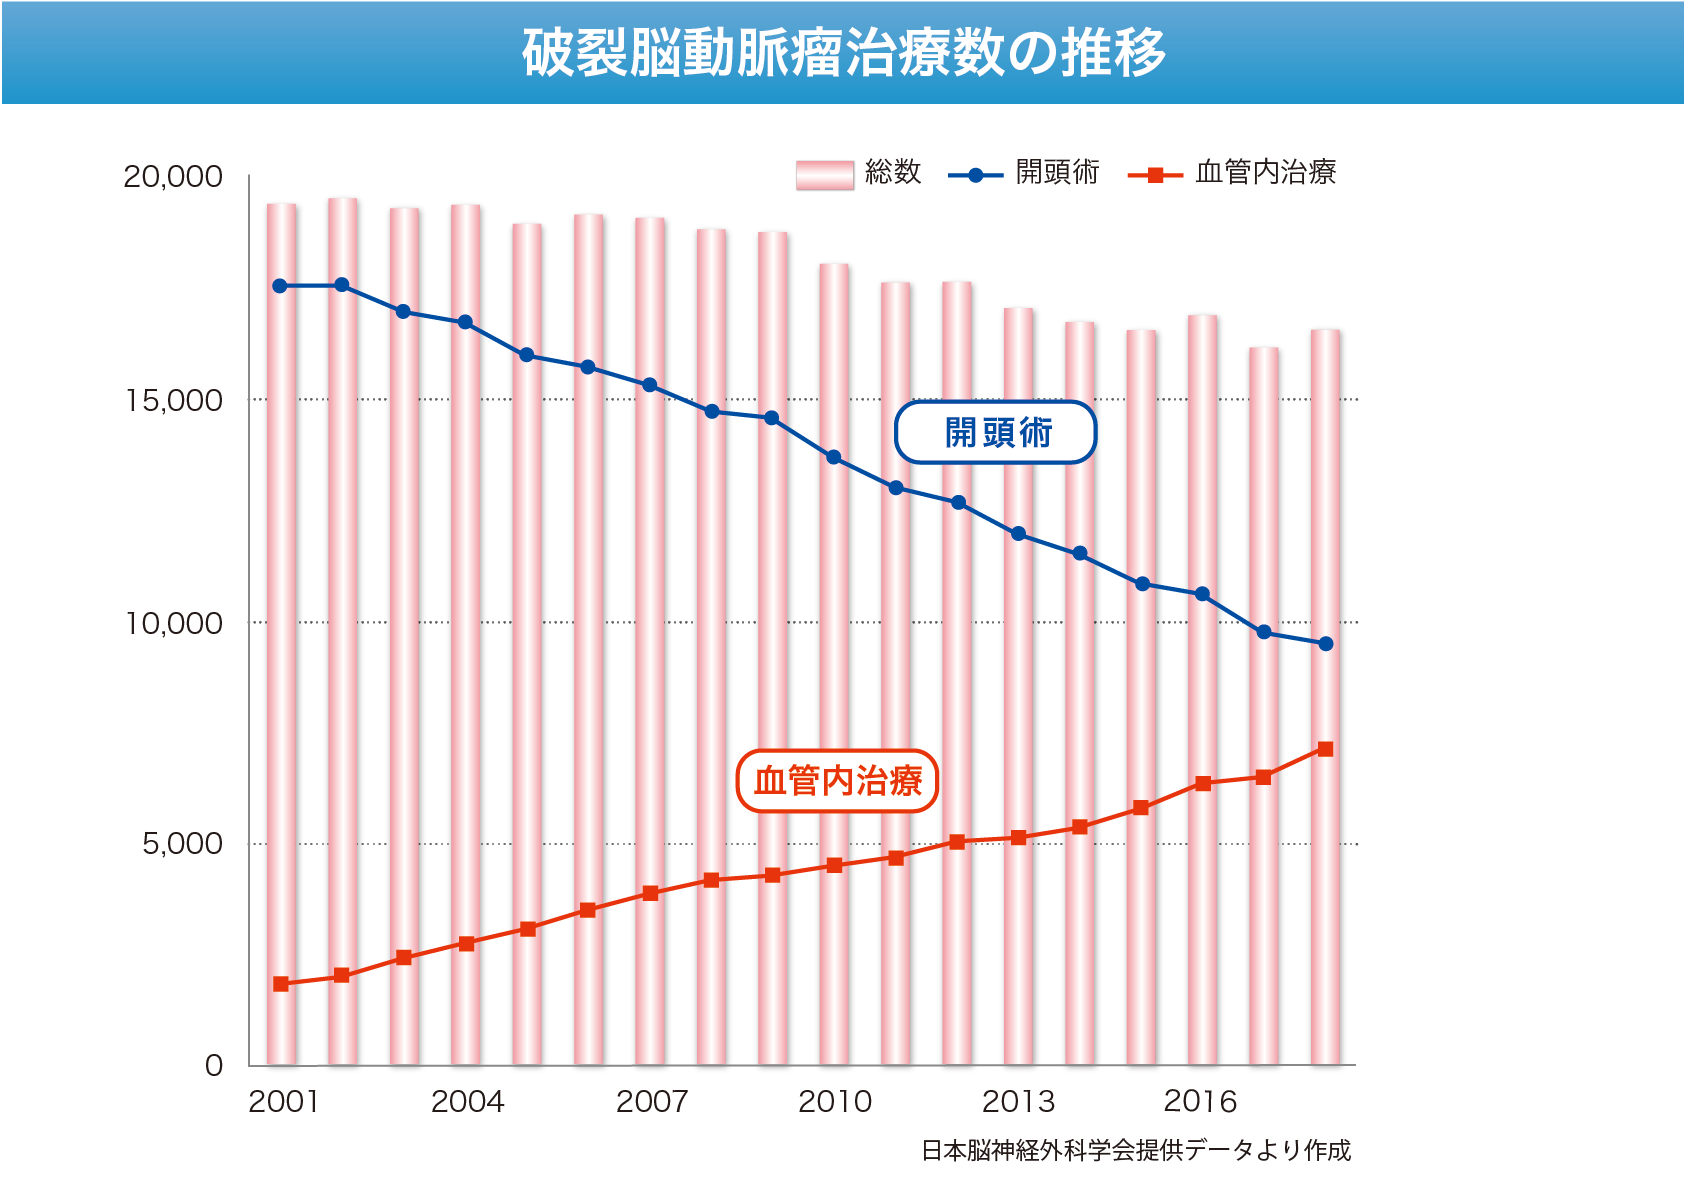 破裂脳動脈瘤治療数の推移
総数 開頭術 血管内治療
20,000
15,000
開頭術
10,000
血管内治療
5,000
0
2001 2004 2007 2010 2013 2016
日本脳神経外科学会提供データより作成